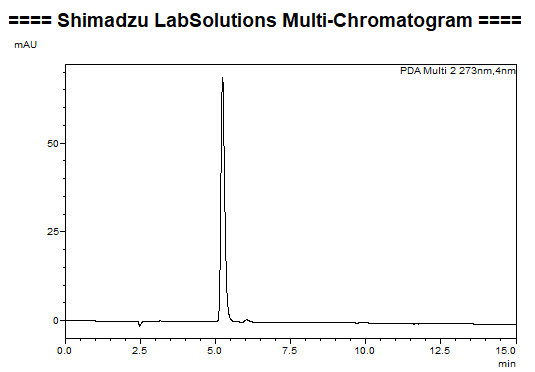 ==== Shimadzu LabSolutions Multi-Chromatogram ====
mAU
PDA Multi 2 273nm,4nm
50
25
0
0.0 2.5 5.0 7.5 10.0 12.5 15.0
min